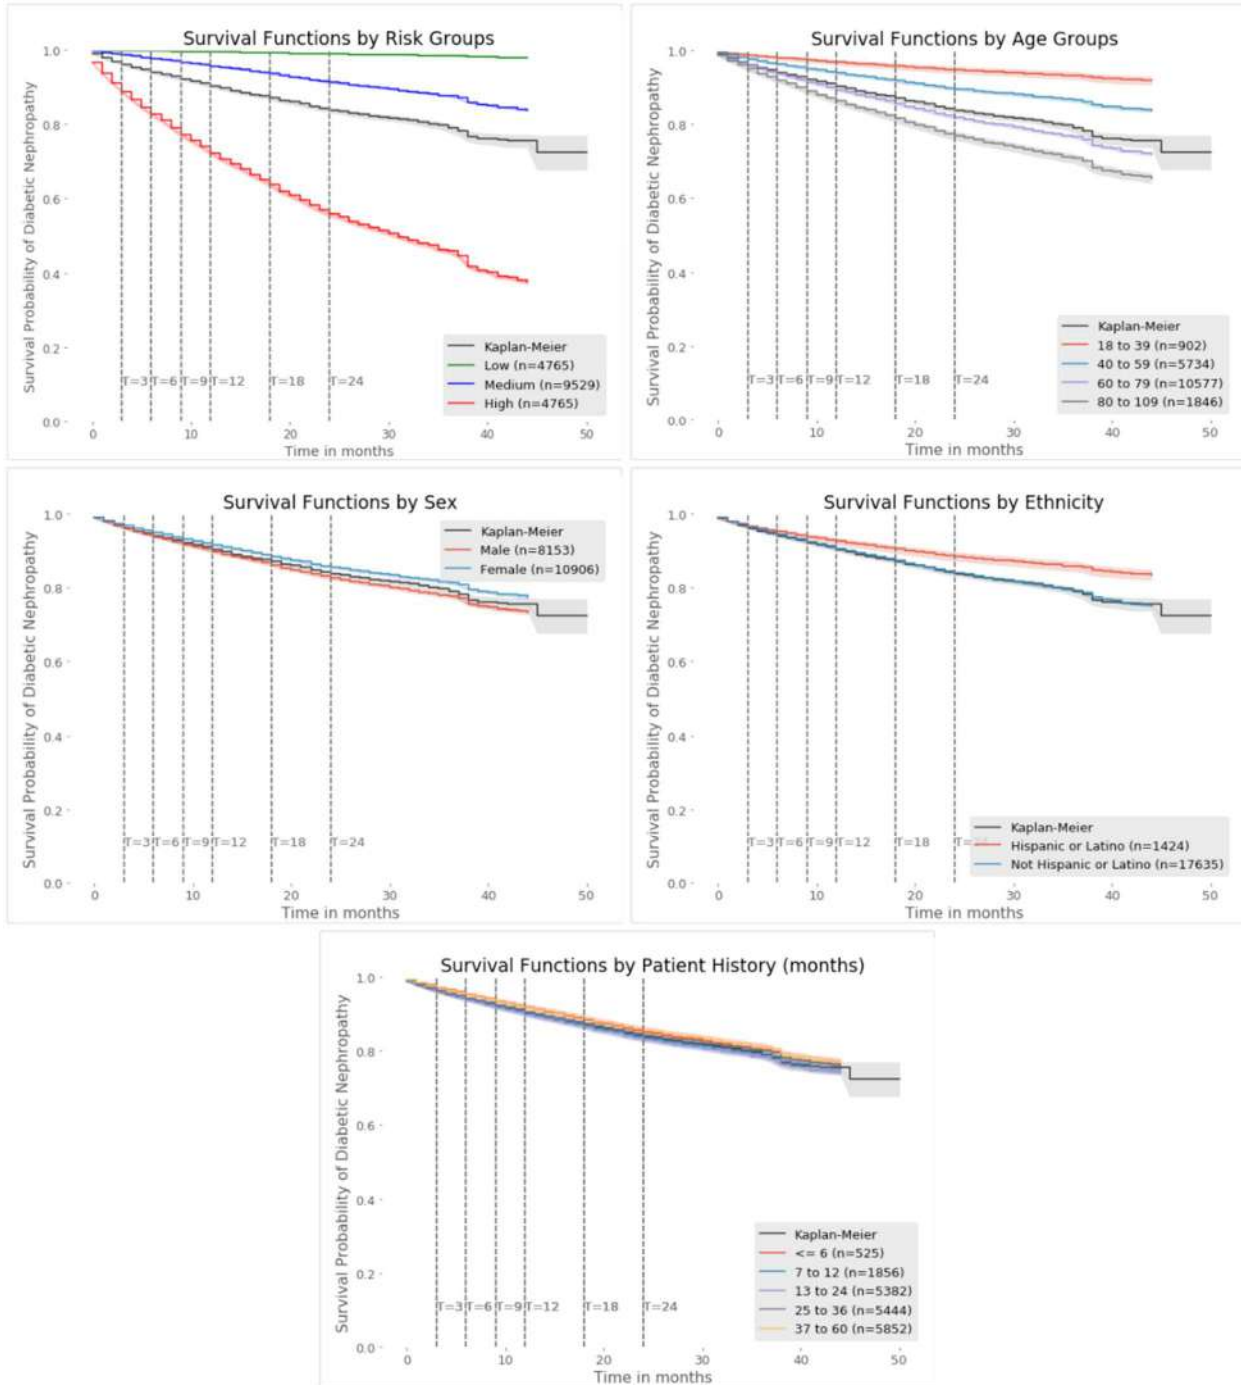 Survival Functions by Risk Groups
Survival Probability of Diabetic Nephropathy
1.0
0.8
0.6
0.4
0.2
0.0
T=3 T=6 T=9 T=12 T=18 T=24
Kaplan-Meier
Low (n=4765)
Medium (n=9529)
High (n=4765)
0 10 20 30 40 50
Time in months
Survival Functions by Age Groups
Survival Probability of Diabetic Nephropathy
1.0
0.8
0.6
0.4
0.2
0.0
T=3 T=6 T=9 T=12 T=18 T=24
Kaplan-Meier
18 to 39 (n=902)
40 to 59 (n=5734)
60 to 79 (n=10577)
80 to 109 (n=1846)
0 10 20 30 40 50
Time in months
Survival Functions by Sex
Survival Probability of Diabetic Nephropathy
1.0
0.8
0.6
0.4
0.2
0.0
Kaplan-Meier
Male (n=8153)
Female (n=10906)
T=3 T=6 T=9 T=12 T=18 T=24
0 10 20 30 40 50
Time in months
Survival Functions by Ethnicity
Survival Probability of Diabetic Nephropathy
1.0
0.8
0.6
0.4
0.2
0.0
T=3 T=6 T=9 T=12 T=18
Kaplan-Meier
Hispanic or Latino (n=1424)
Not Hispanic or Latino (n=17635)
0 10 20 30 40 50
Time in months
Survival Functions by Patient History (months)
Survival Probability of Diabetic Nephropathy
1.0
0.8
0.6
0.4
0.2
0.0
Kaplan-Meier
<= 6 (n=525)
7 to 12 (n=1856)
13 to 24 (n=5382)
25 to 36 (n=5444)
37 to 60 (n=5852)
T=3 T=6 T=9 T=12 T=18 T=24
0 10 20 30 40 50
Time in months